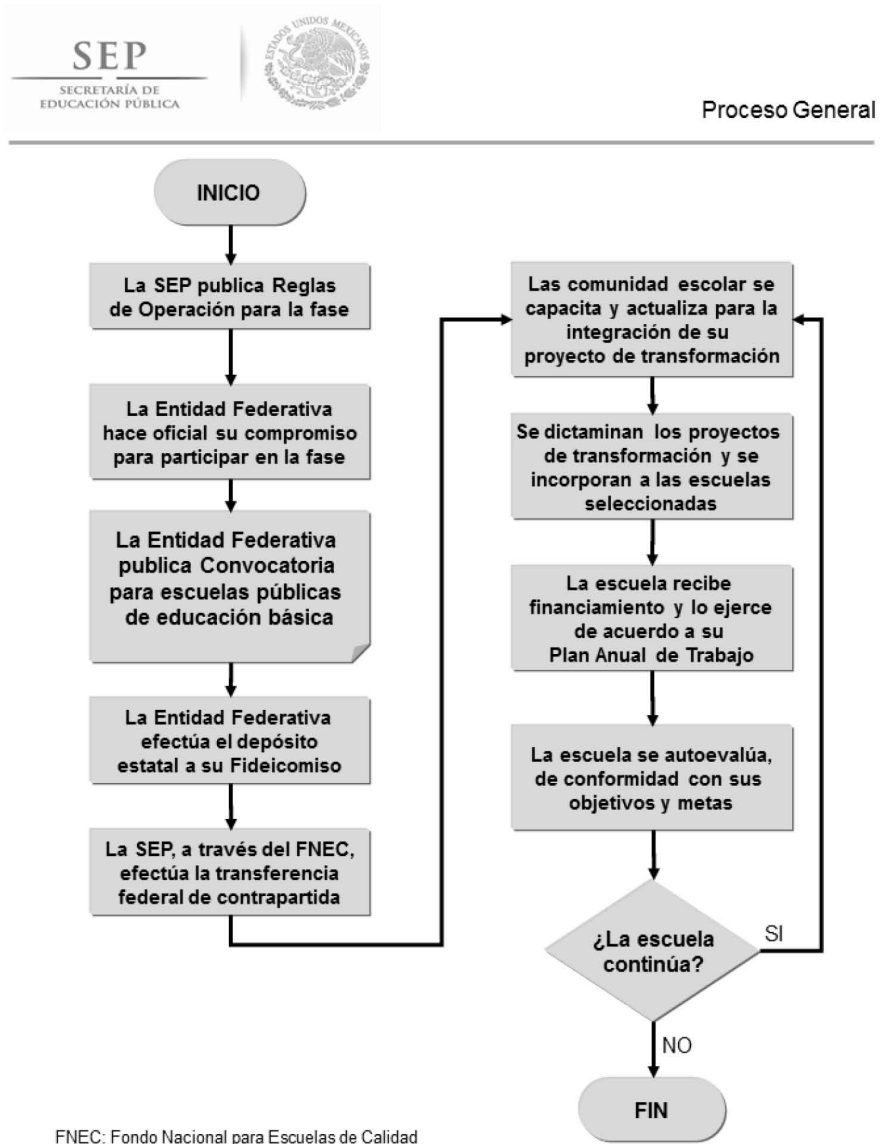 SEP
SECRETARÍA DE
EDUCACIÓN PÚBLICA
ESTADOS UNIDOS MEXICANOS
Proceso General
INICIO
La SEP publica Reglas
de Operación para la fase
La Entidad Federativa
hace oficial su compromiso
para participar en la fase
La Entidad Federativa
publica Convocatoria
para escuelas públicas
de educación básica
La Entidad Federativa
efectúa el depósito
estatal a su Fideicomiso
La SEP, a través del FNEC,
efectúa la transferencia
federal de contrapartida
Las comunidad escolar se
capacita y actualiza para la
integración de su
proyecto de transformación
Se dictaminan los proyectos
de transformación y se
incorporan a las escuelas
seleccionadas
La escuela recibe
financiamiento y lo ejerce
de acuerdo a su
Plan Anual de Trabajo
La escuela se autoevalúa,
de conformidad con sus
objetivos y metas
¿La escuela
continúa?
SI
NO
FIN
FNEC: Fondo Nacional para Escuelas de Calidad